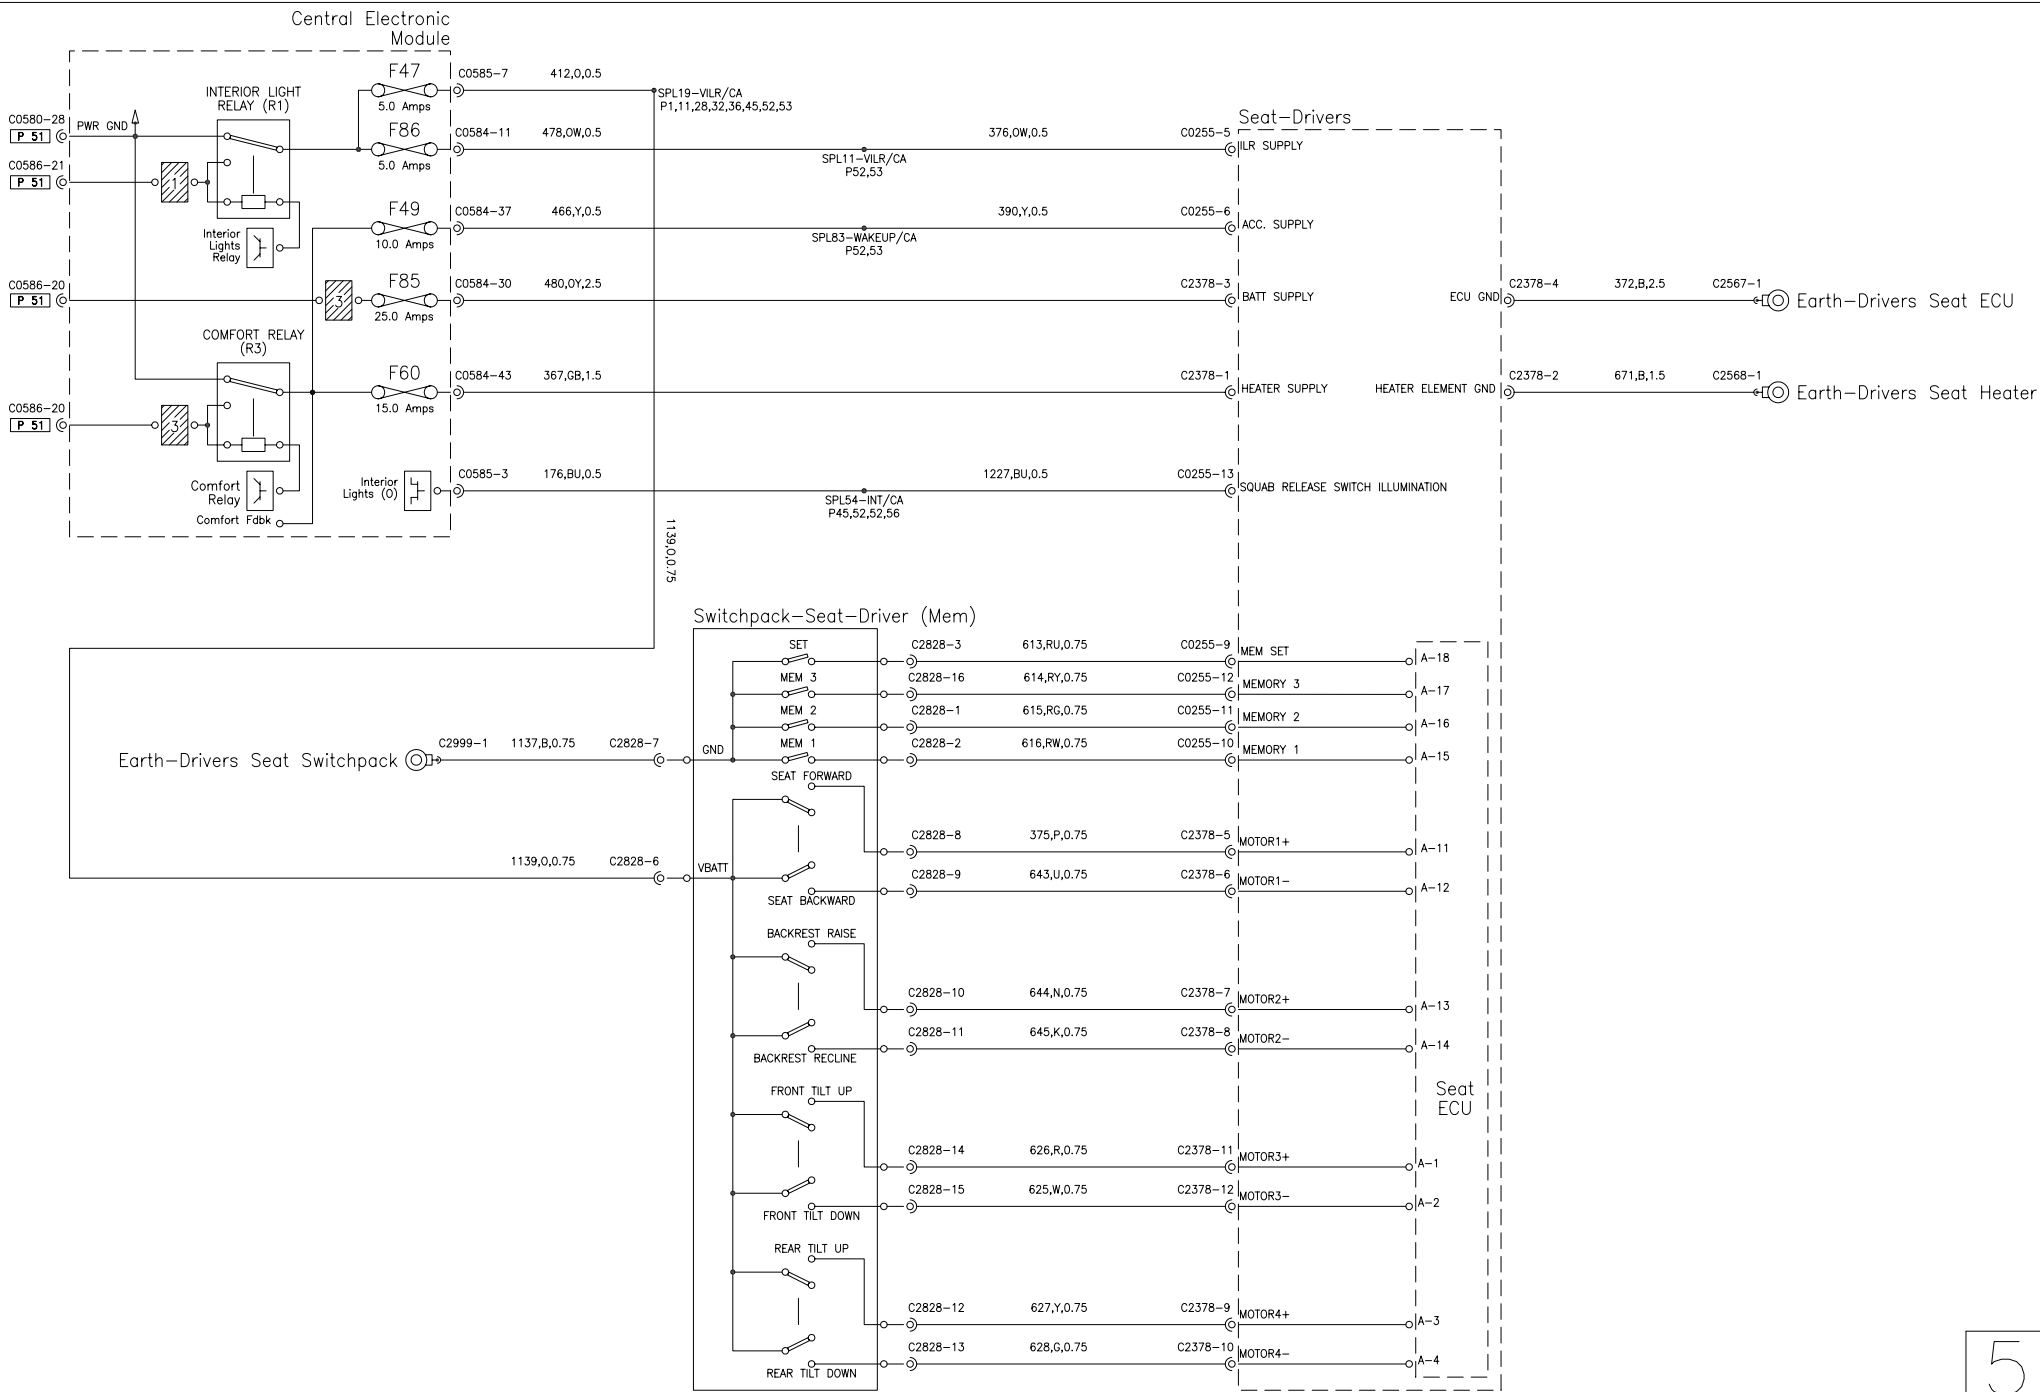 Central Electronic
Module
F47
5.0 Amps
C0585-7
412,O,0.5
SPL19-VILR/CA
P1,11,28,32,36,45,52,53
INTERIOR LIGHT
RELAY (R1)
C0580-28
P 51
PWR GND
F86
5.0 Amps
C0584-11
478,OW,0.5
SPL11-VILR/CA
P52,53
376,OW,0.5
C0255-5
Seat-Drivers
ILR SUPPLY
C0586-21
P 51
1
F49
10.0 Amps
C0584-37
466,Y,0.5
SPL83-WAKEUP/CA
P52,53
390,Y,0.5
C0255-6
ACC. SUPPLY
Interior
Lights
Relay
C0586-20
P 51
3
F85
25.0 Amps
C0584-30
480,OY,2.5
C2378-3
BATT SUPPLY
ECU GND
C2378-4
372,B,2.5
C2567-1
Earth-Drivers Seat ECU
COMFORT RELAY
(R3)
F60
15.0 Amps
C0584-43
367,GB,1.5
C2378-1
HEATER SUPPLY
HEATER ELEMENT GND
C2378-2
671,B,1.5
C2568-1
Earth-Drivers Seat Heater
C0586-20
P 51
3
Comfort
Relay
Comfort Fdbk
Interior
Lights (O)
C0585-3
176,BU,0.5
SPL54-INT/CA
P45,52,52,56
1227,BU,0.5
C0255-13
SQUAB RELEASE SWITCH ILLUMINATION
1139,O,0.75
Switchpack-Seat-Driver (Mem)
SET
C2828-3
613,RU,0.75
C0255-9
MEM SET
A-18
MEM 3
C2828-16
614,RY,0.75
C0255-12
MEMORY 3
A-17
MEM 2
C2828-1
615,RG,0.75
C0255-11
MEMORY 2
A-16
Earth-Drivers Seat Switchpack
C2999-1
1137,B,0.75
C2828-7
GND
MEM 1
C2828-2
616,RW,0.75
C0255-10
MEMORY 1
A-15
SEAT FORWARD
C2828-8
375,P,0.75
C2378-5
MOTOR1+
A-11
1139,O,0.75
C2828-6
VBATT
C2828-9
643,U,0.75
C2378-6
MOTOR1-
A-12
SEAT BACKWARD
BACKREST RAISE
C2828-10
644,N,0.75
C2378-7
MOTOR2+
A-13
C2828-11
645,K,0.75
C2378-8
MOTOR2-
A-14
BACKREST RECLINE
Seat
ECU
FRONT TILT UP
C2828-14
626,R,0.75
C2378-11
MOTOR3+
A-1
C2828-15
625,W,0.75
C2378-12
MOTOR3-
A-2
FRONT TILT DOWN
REAR TILT UP
C2828-12
627,Y,0.75
C2378-9
MOTOR4+
A-3
C2828-13
628,G,0.75
C2378-10
MOTOR4-
A-4
REAR TILT DOWN
5